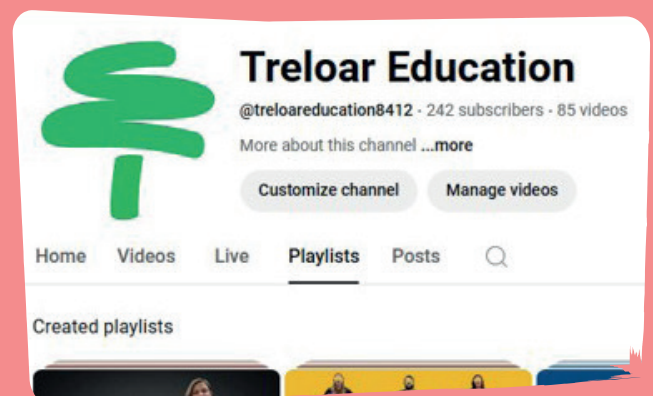 Treloar Education
@treloareducation8412 · 242 subscribers · 85 videos
More about this channel ...more
Customize channel Manage videos
Home Videos Live Playlists Posts
Created playlists